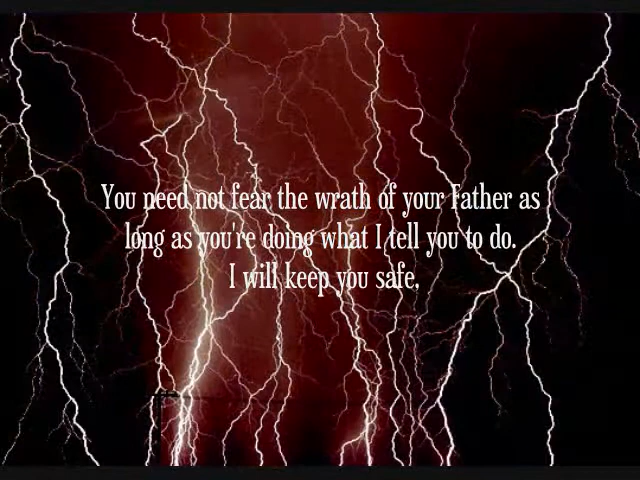 You need not fear the wrath of your Father as
long as you're doing what I tell you to do.
I will keep you safe.